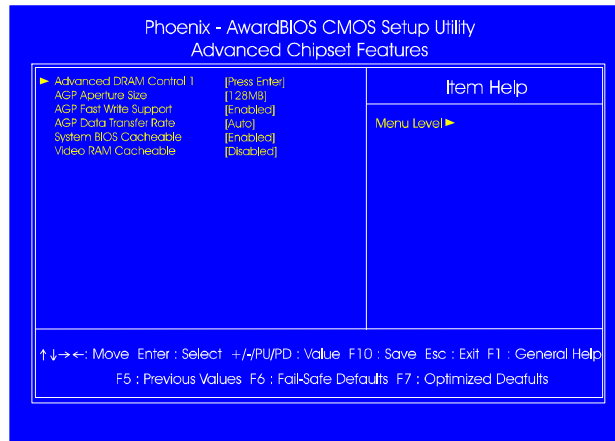 Phoenix - AwardBIOS CMOS Setup Utility
Advanced Chipset Features
► Advanced DRAM Control 1 [Press Enter]
AGP Aperture Size [128MB]
AGP Fast Write Support [Enabled]
AGP Data Transfer Rate [Auto]
System BIOS Cacheable [Enabled]
Video RAM Cacheable [Disabled]
Item Help
Menu Level ►
↑↓→←: Move Enter : Select +/-/PU/PD : Value F10 : Save Esc : Exit F1 : General Help
F5 : Previous Values F6 : Fail-Safe Defaults F7 : Optimized Deafults